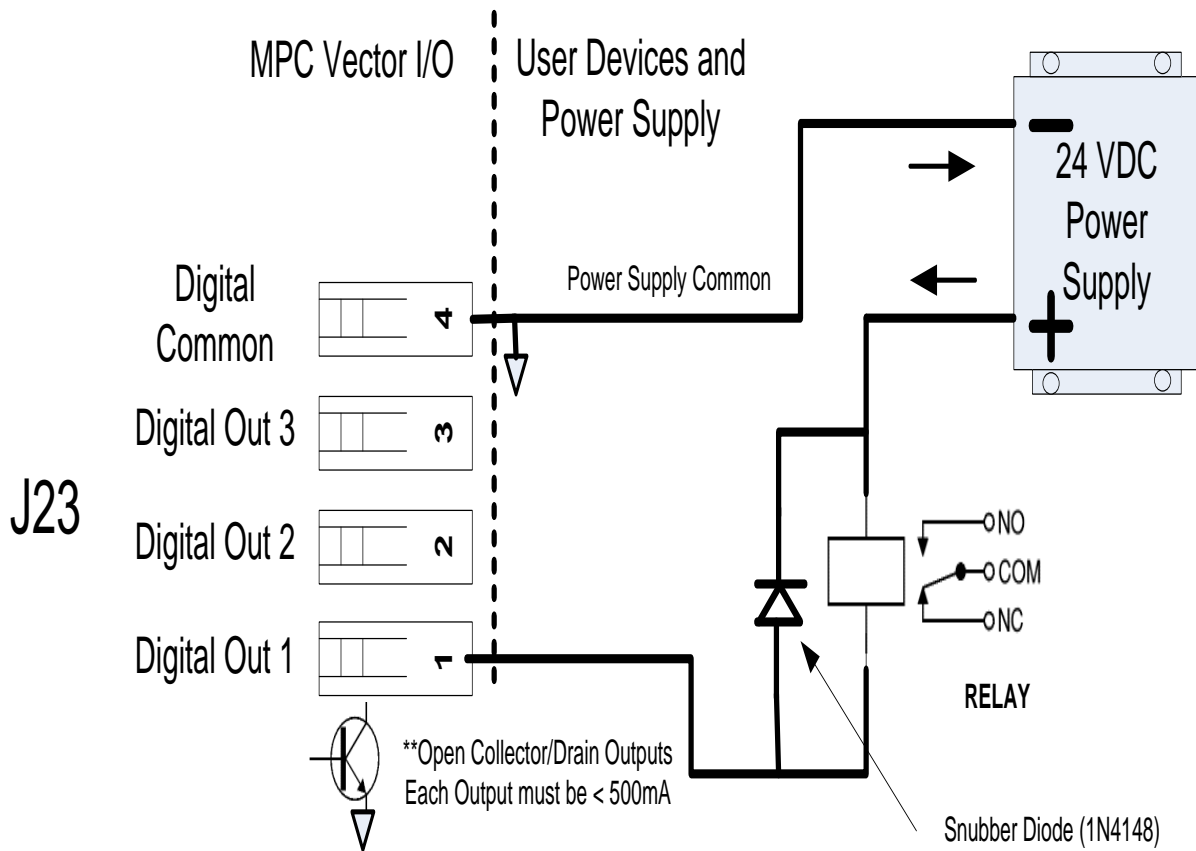 MPC Vector I/O
User Devices and
Power Supply
−
24 VDC
Power
Supply
+
Power Supply Common
Digital
Common
4
Digital Out 3
3
J23
Digital Out 2
2
Digital Out 1
1
NO
COM
NC
RELAY
**Open Collector/Drain Outputs
Each Output must be < 500mA
Snubber Diode (1N4148)